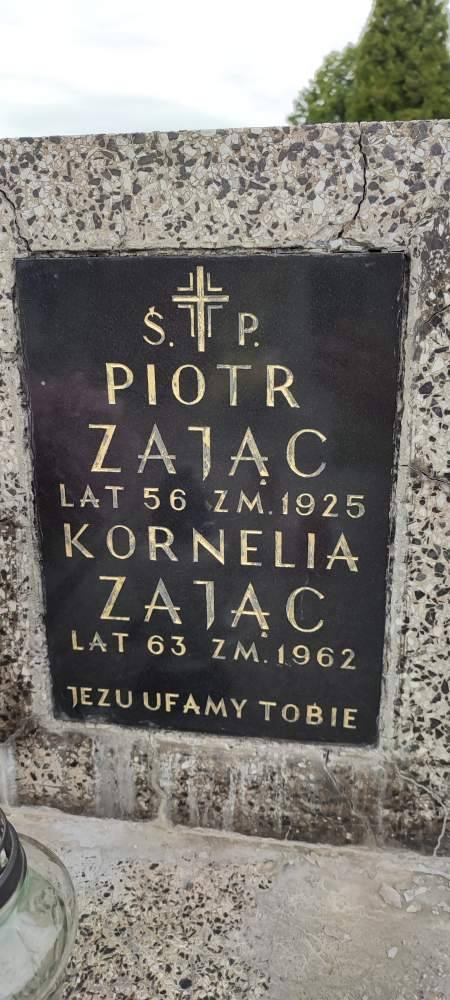 Ś. P.
PIOTR
ZAJĄC
LAT 56 ZM. 1925
KORNELIA
ZAJĄC
LAT 63 ZM. 1962
JEZU UFAMY TOBIE